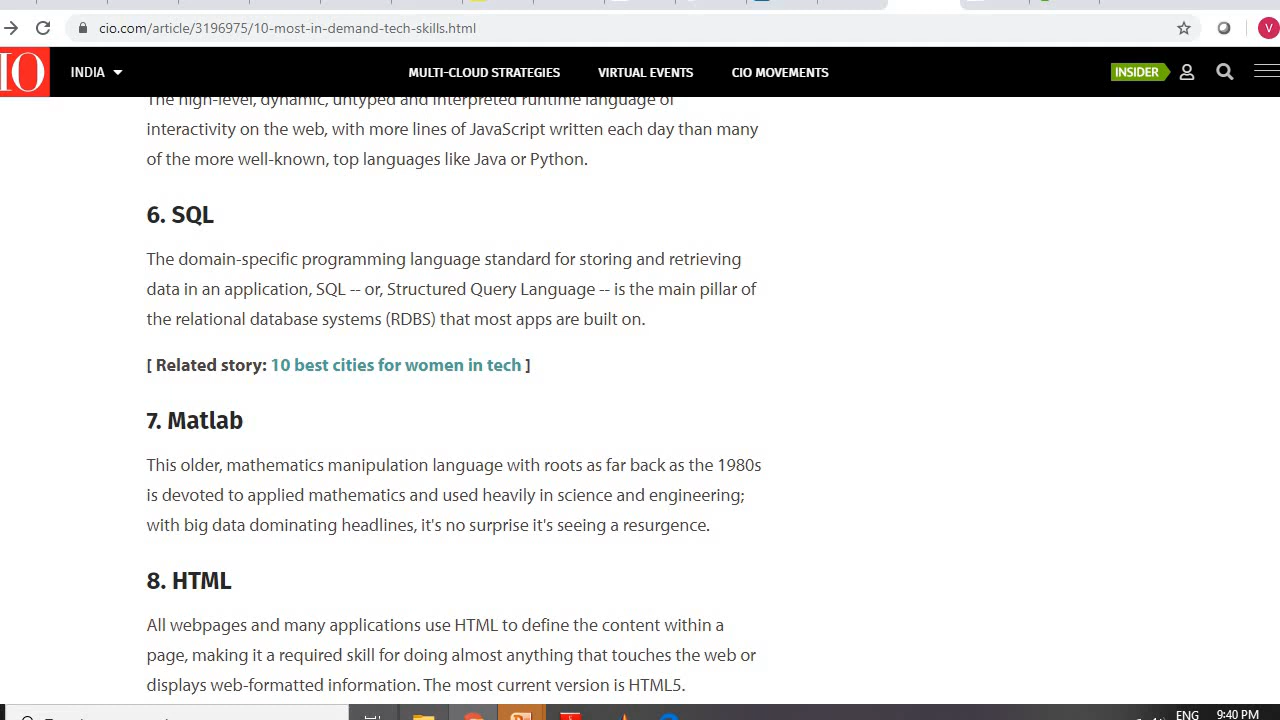 cio.com/article/3196975/10-most-in-demand-tech-skills.html
V
IO
INDIA
MULTI-CLOUD STRATEGIES
VIRTUAL EVENTS
CIO MOVEMENTS
INSIDER
The high-level, dynamic, untyped and interpreted runtime language of
interactivity on the web, with more lines of JavaScript written each day than many
of the more well-known, top languages like Java or Python.
6. SQL
The domain-specific programming language standard for storing and retrieving
data in an application, SQL -- or, Structured Query Language -- is the main pillar of
the relational database systems (RDBS) that most apps are built on.
[ Related story: 10 best cities for women in tech ]
7. Matlab
This older, mathematics manipulation language with roots as far back as the 1980s
is devoted to applied mathematics and used heavily in science and engineering;
with big data dominating headlines, it's no surprise it's seeing a resurgence.
8. HTML
All webpages and many applications use HTML to define the content within a
page, making it a required skill for doing almost anything that touches the web or
displays web-formatted information. The most current version is HTML5.
ENG
9:40 PM